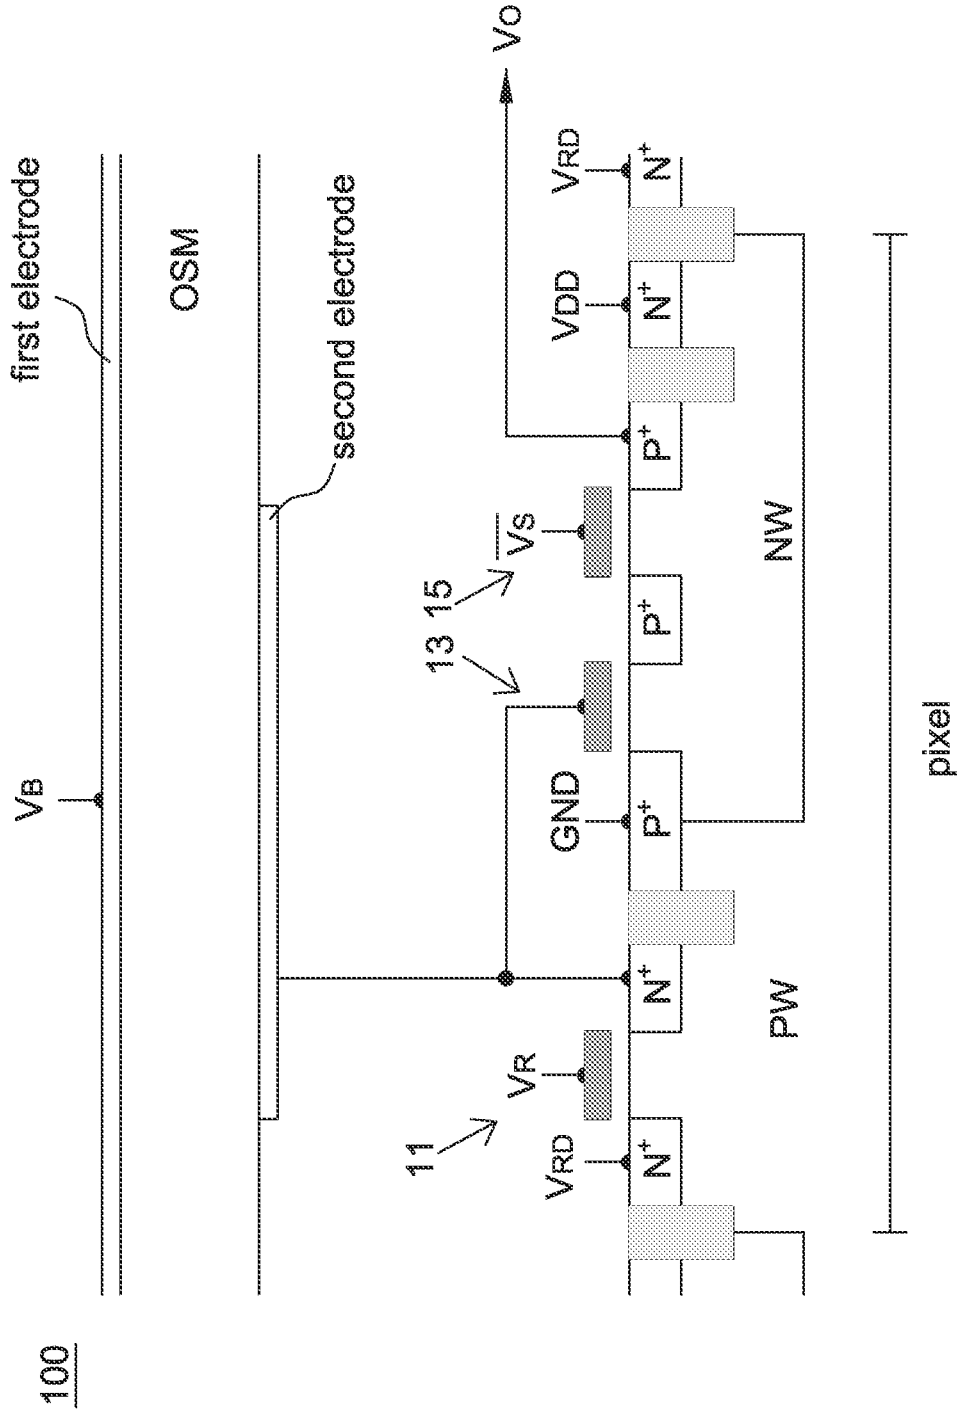 100
VB
first electrode
OSM
second electrode
VO
11
13
15
VRD
VR
GND
V̅S
VDD
VRD
N+
N+
P+
P+
P+
N+
N+
PW
NW
pixel